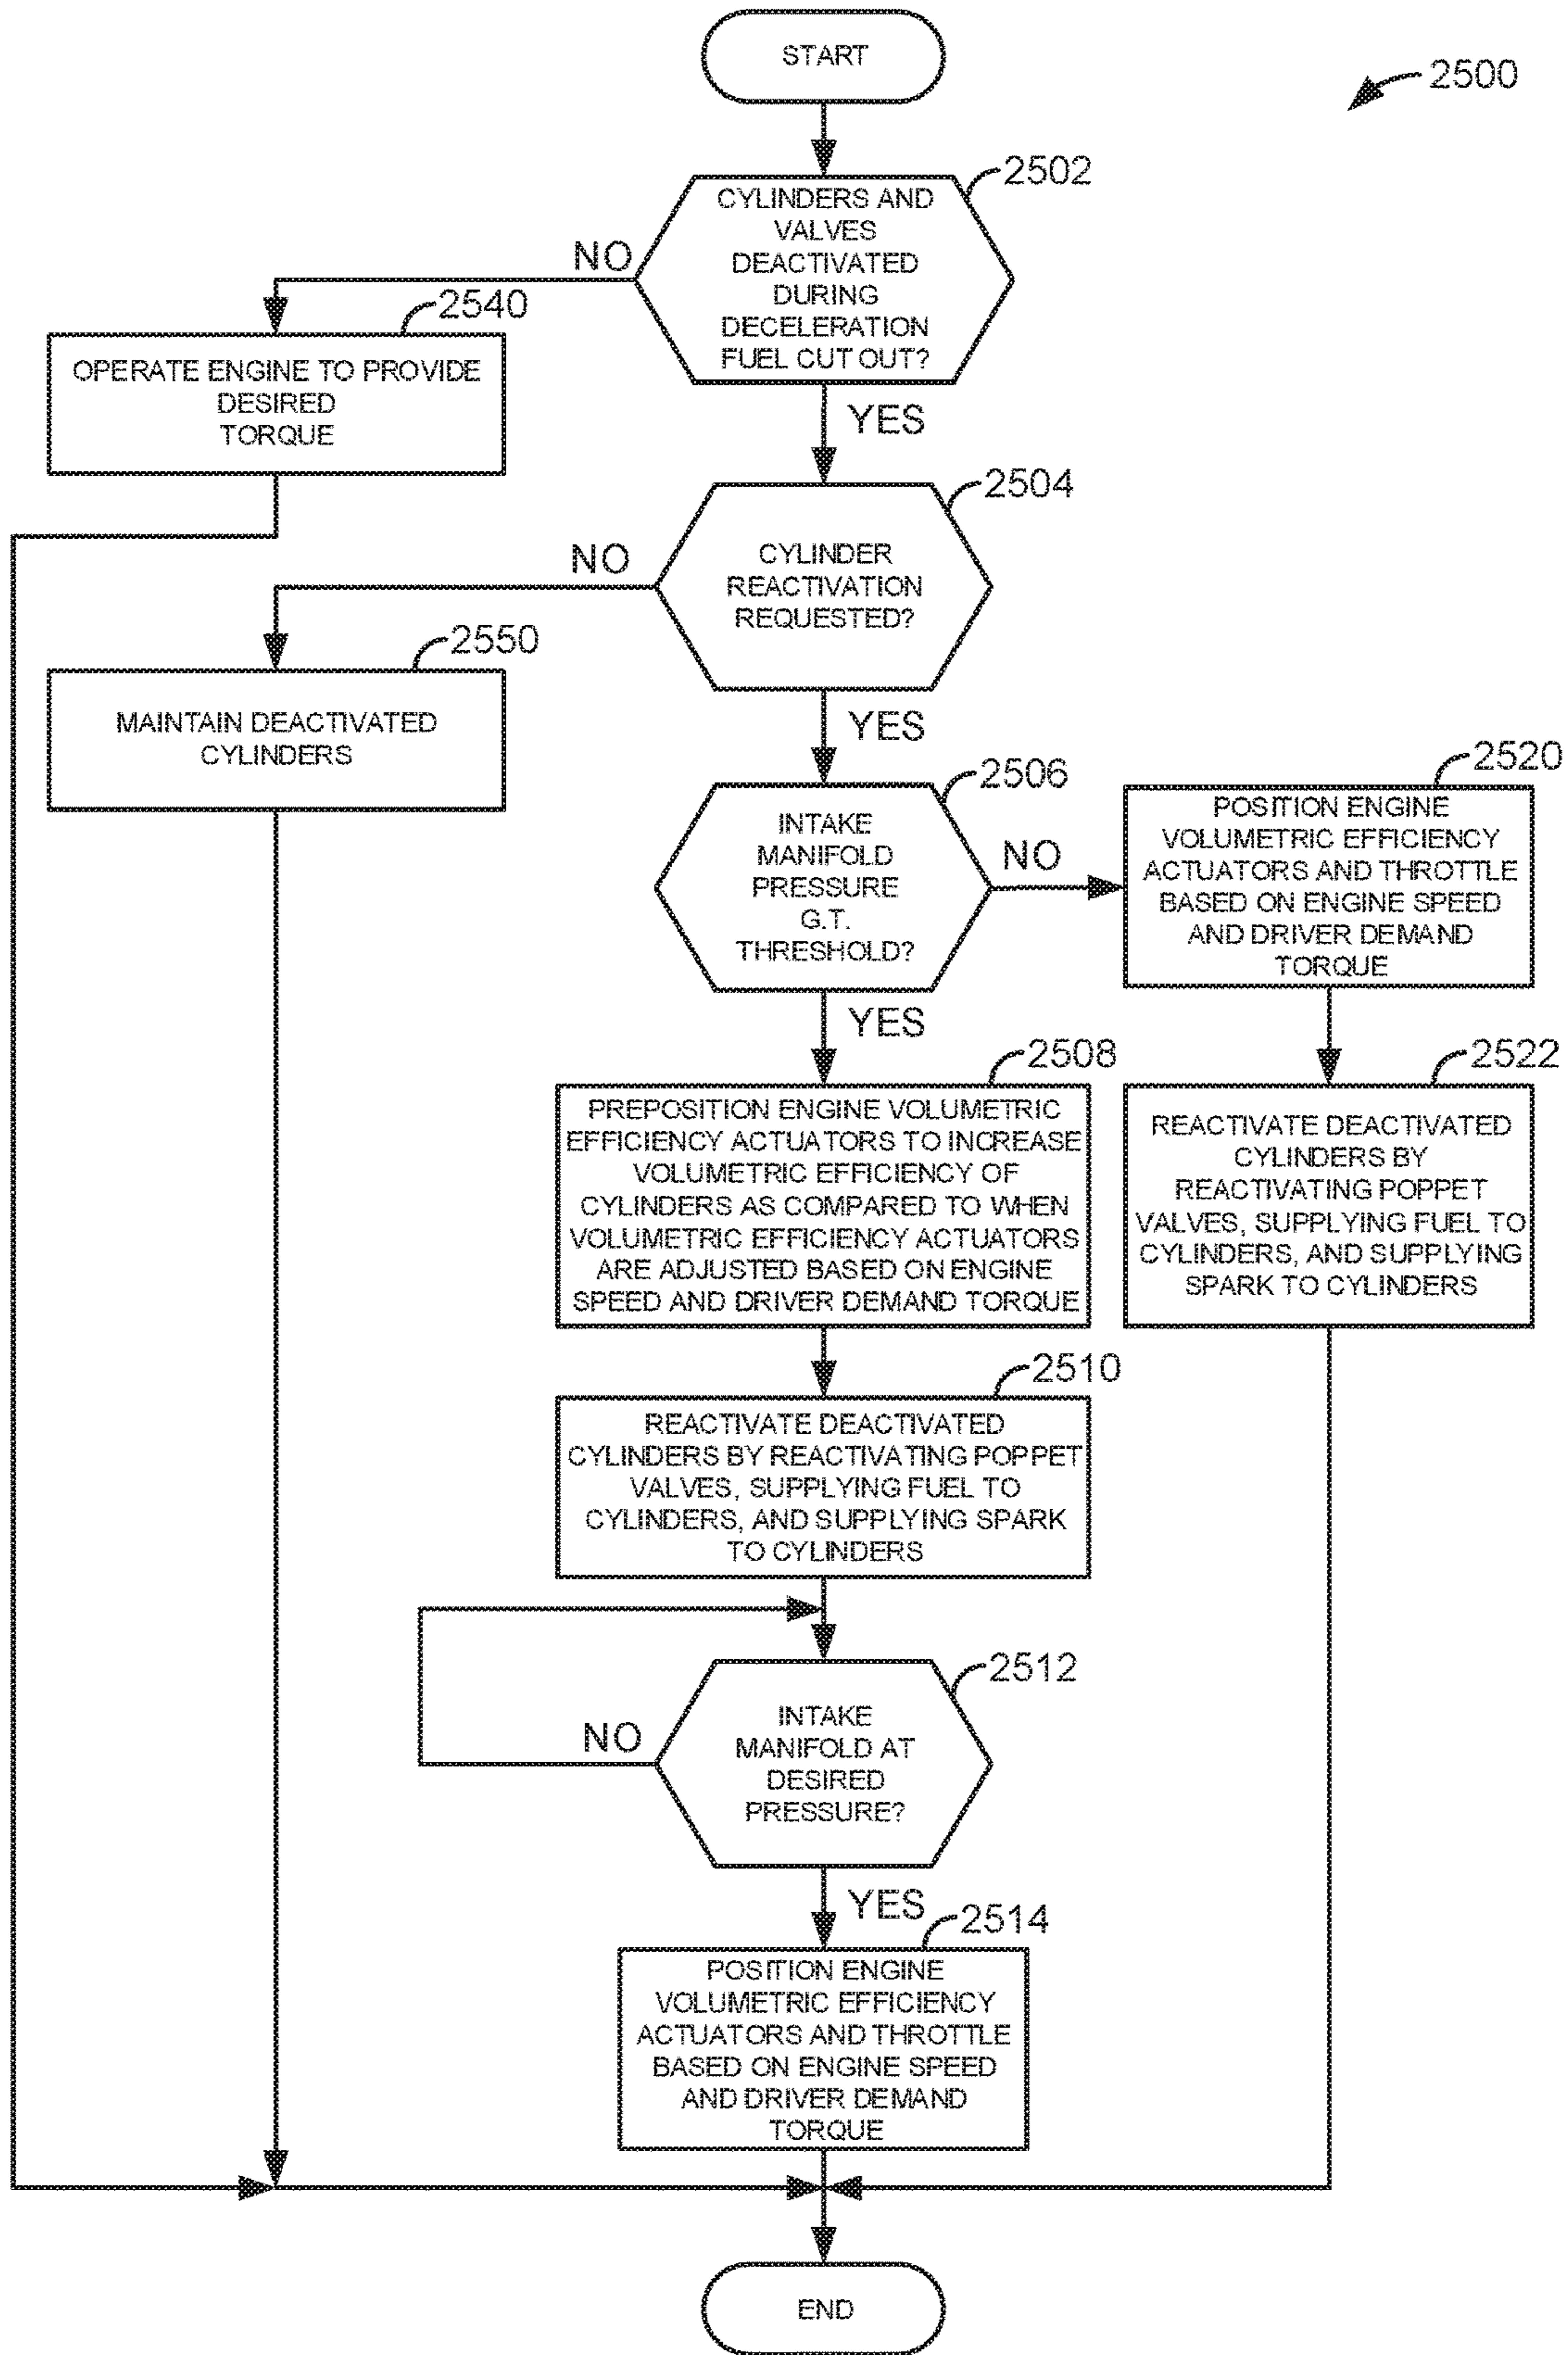 START
2500
2502
CYLINDERS AND
VALVES
DEACTIVATED
DURING
DECELERATION
FUEL CUT OUT?
NO
YES
2540
OPERATE ENGINE TO PROVIDE
DESIRED
TORQUE
2504
CYLINDER
REACTIVATION
REQUESTED?
NO
YES
2550
MAINTAIN DEACTIVATED
CYLINDERS
2506
INTAKE
MANIFOLD
PRESSURE
G.T.
THRESHOLD?
NO
YES
2520
POSITION ENGINE
VOLUMETRIC EFFICIENCY
ACTUATORS AND THROTTLE
BASED ON ENGINE SPEED
AND DRIVER DEMAND
TORQUE
2508
PREPOSITION ENGINE VOLUMETRIC
EFFICIENCY ACTUATORS TO INCREASE
VOLUMETRIC EFFICIENCY OF
CYLINDERS AS COMPARED TO WHEN
VOLUMETRIC EFFICIENCY ACTUATORS
ARE ADJUSTED BASED ON ENGINE
SPEED AND DRIVER DEMAND TORQUE
2522
REACTIVATE DEACTIVATED
CYLINDERS BY
REACTIVATING POPPET
VALVES, SUPPLYING FUEL TO
CYLINDERS, AND SUPPLYING
SPARK TO CYLINDERS
2510
REACTIVATE DEACTIVATED
CYLINDERS BY REACTIVATING POPPET
VALVES, SUPPLYING FUEL TO
CYLINDERS, AND SUPPLYING SPARK
TO CYLINDERS
2512
INTAKE
MANIFOLD AT
DESIRED
PRESSURE?
NO
YES
2514
POSITION ENGINE
VOLUMETRIC EFFICIENCY
ACTUATORS AND THROTTLE
BASED ON ENGINE SPEED
AND DRIVER DEMAND
TORQUE
END